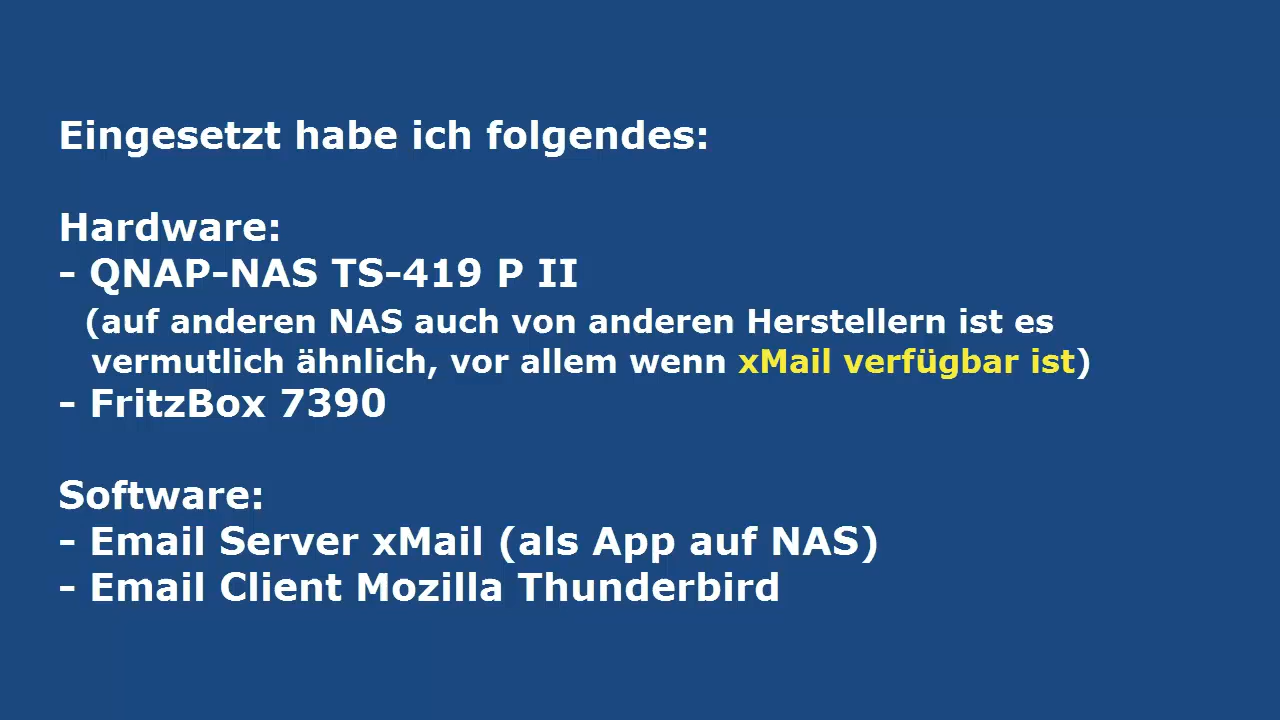 Eingesetzt habe ich folgendes:
Hardware:
- QNAP-NAS TS-419 P II
(auf anderen NAS auch von anderen Herstellern ist es
vermutlich ähnlich, vor allem wenn xMail verfügbar ist)
- FritzBox 7390
Software:
- Email Server xMail (als App auf NAS)
- Email Client Mozilla Thunderbird